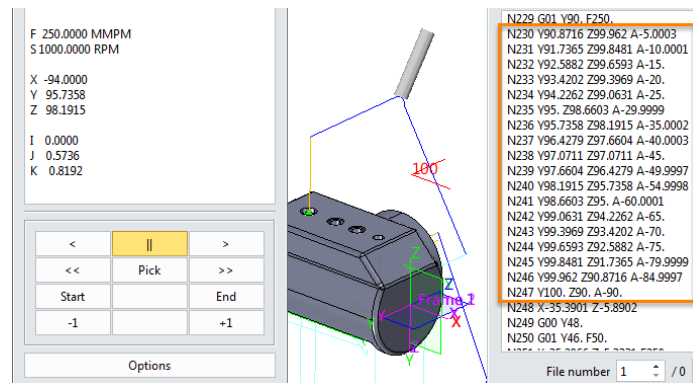 F 250.0000 MMPM
S 1000.0000 RPM
X -94.0000
Y 95.7358
Z 98.1915
I 0.0000
J 0.5736
K 0.8192
< || >
<< Pick >>
Start End
-1 +1
Options
100
Z
Z
Frame 2
X
X
Y
Y
N229 G01 Y90. F250.
N230 Y90.8716 Z99.962 A-5.0003
N231 Y91.7365 Z99.8481 A-10.0001
N232 Y92.5882 Z99.6593 A-15.
N233 Y93.4202 Z99.3969 A-20.
N234 Y94.2262 Z99.0631 A-25.
N235 Y95. Z98.6603 A-29.9999
N236 Y95.7358 Z98.1915 A-35.0002
N237 Y96.4279 Z97.6604 A-40.0003
N238 Y97.0711 Z97.0711 A-45.
N239 Y97.6604 Z96.4279 A-49.9997
N240 Y98.1915 Z95.7358 A-54.9998
N241 Y98.6603 Z95. A-60.0001
N242 Y99.0631 Z94.2262 A-65.
N243 Y99.3969 Z93.4202 A-70.
N244 Y99.6593 Z92.5882 A-75.
N245 Y99.8481 Z91.7365 A-79.9999
N246 Y99.962 Z90.8716 A-84.9997
N247 Y100. Z90. A-90.
N248 X-35.3901 Z-5.8902
N249 G00 Y48.
N250 G01 Y46. F50.
File number 1 / 0